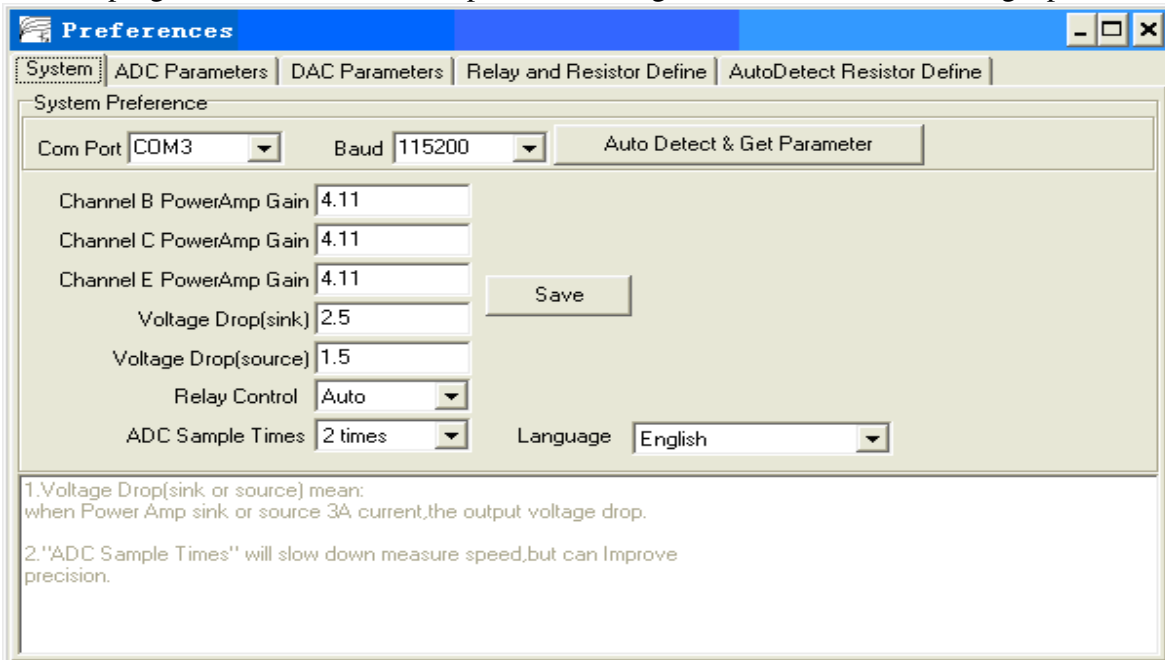 Preferences
System ADC Parameters DAC Parameters Relay and Resistor Define AutoDetect Resistor Define
System Preference
Com Port COM3 Baud 115200 Auto Detect & Get Parameter
Channel B PowerAmp Gain 4.11
Channel C PowerAmp Gain 4.11
Channel E PowerAmp Gain 4.11
Save
Voltage Drop(sink) 2.5
Voltage Drop(source) 1.5
Relay Control Auto
ADC Sample Times 2 times Language English
1.Voltage Drop(sink or source) mean:
when Power Amp sink or source 3A current,the output voltage drop.
2."ADC Sample Times" will slow down measure speed,but can Improve
precision.